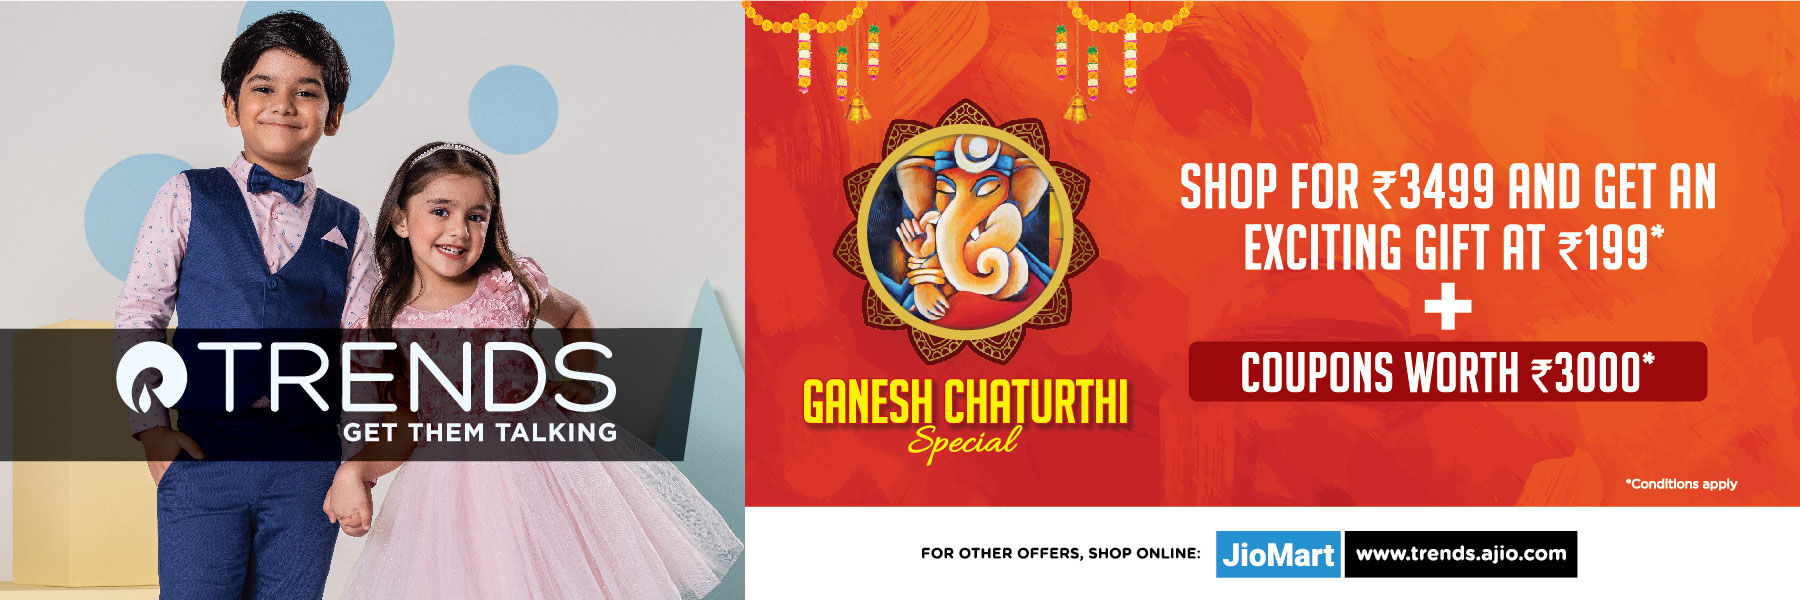 TRENDS
GET THEM TALKING
GANESH CHATURTHI
Special
SHOP FOR ₹3499 AND GET AN
EXCITING GIFT AT ₹199*
+
COUPONS WORTH ₹3000*
*Conditions apply
FOR OTHER OFFERS, SHOP ONLINE: JioMart www.trends.ajio.com